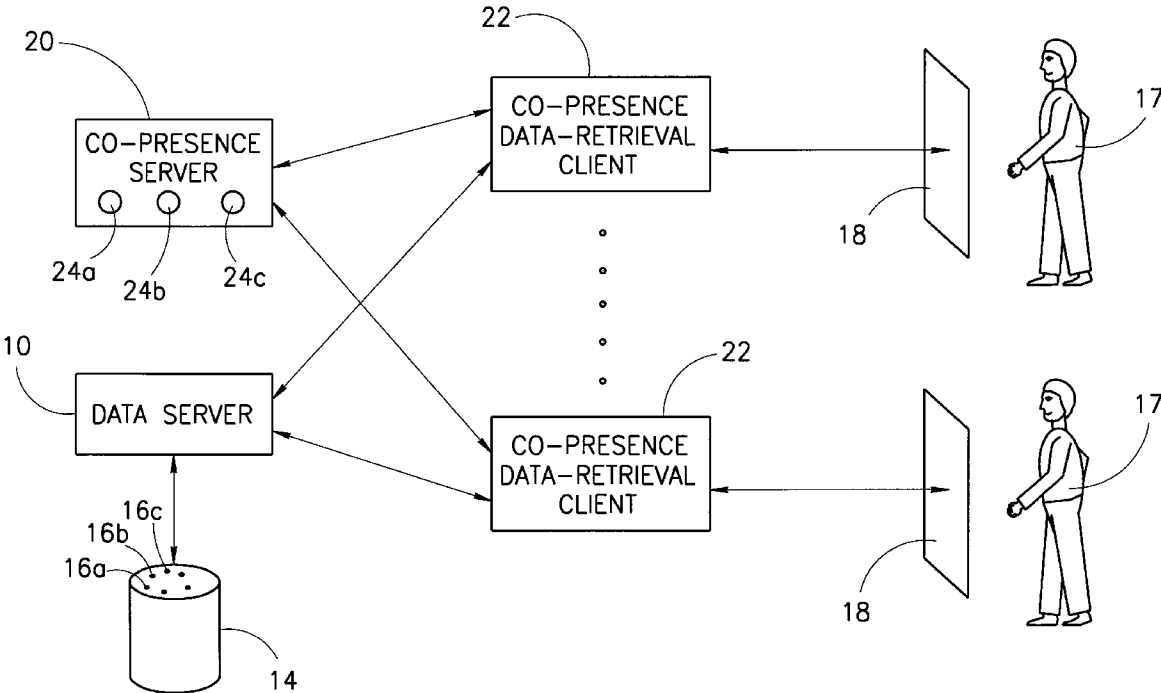 20
CO-PRESENCE
SERVER
24a
24b
24c
22
CO-PRESENCE
DATA-RETRIEVAL
CLIENT
18
17
10
DATA SERVER
16a
16b
16c
14
22
CO-PRESENCE
DATA-RETRIEVAL
CLIENT
18
17